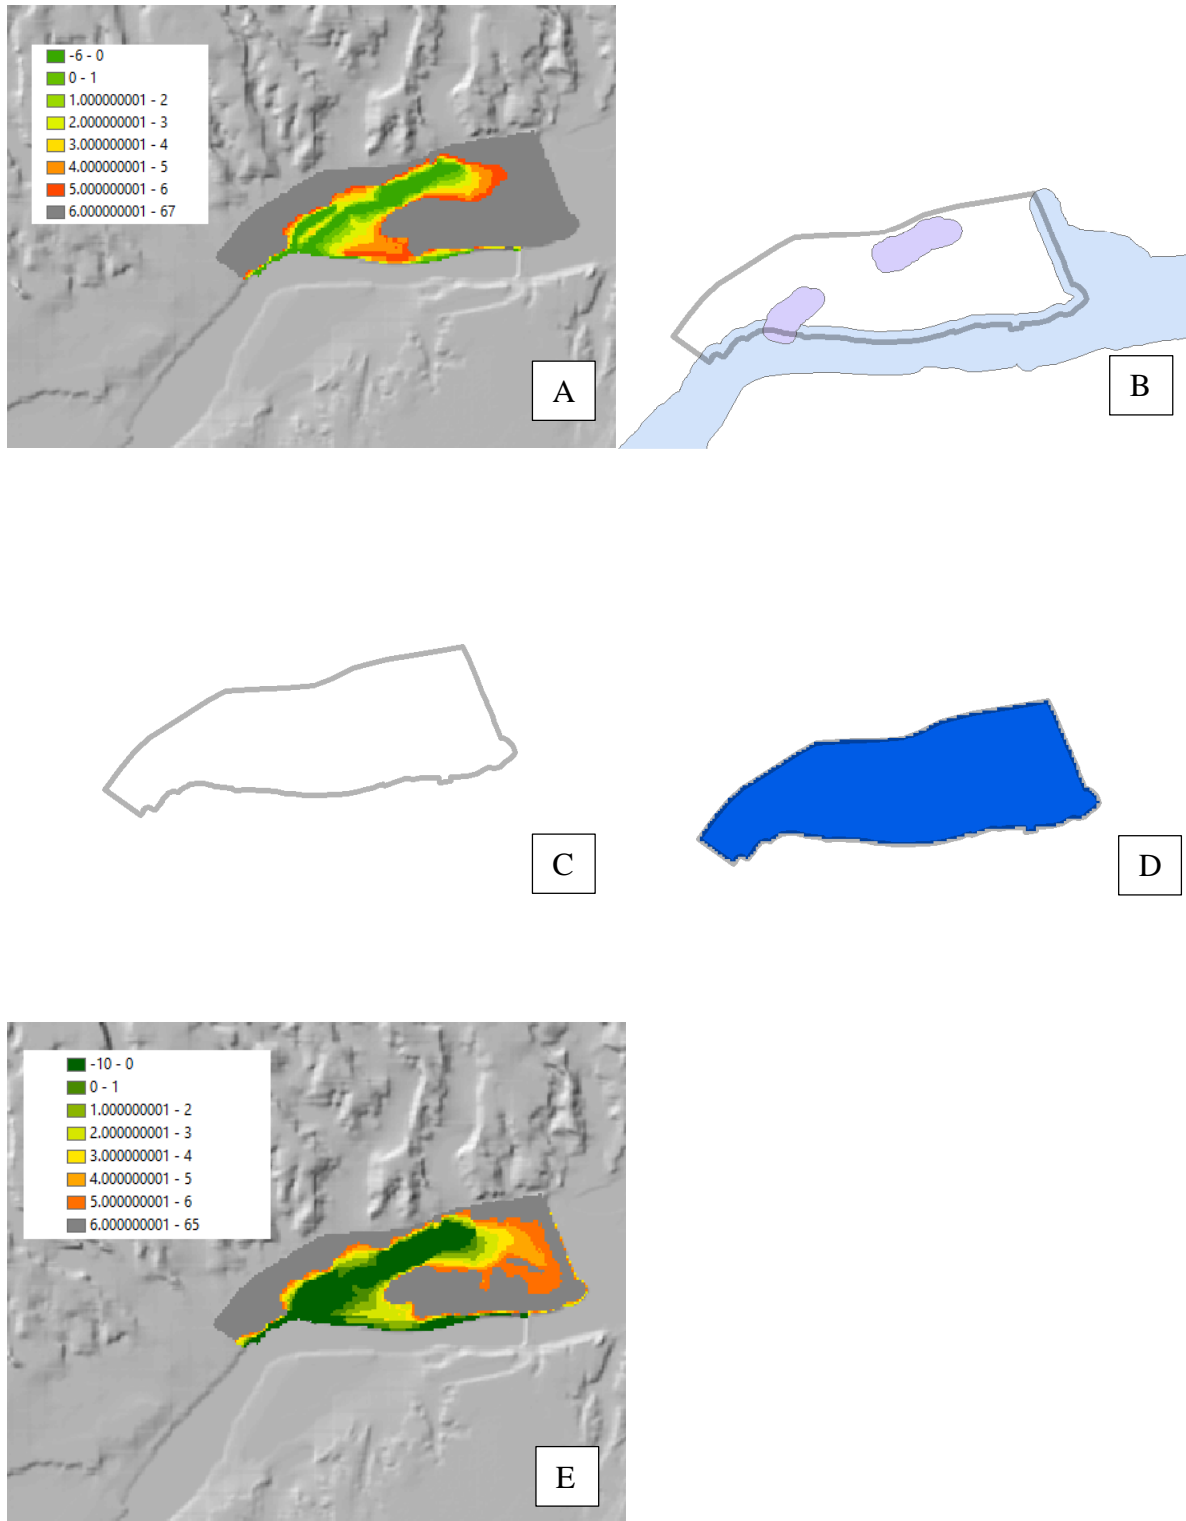 -6 - 0
0 - 1
1.000000001 - 2
2.000000001 - 3
3.000000001 - 4
4.000000001 - 5
5.000000001 - 6
6.000000001 - 67
A
B
C
D
-10 - 0
0 - 1
1.000000001 - 2
2.000000001 - 3
3.000000001 - 4
4.000000001 - 5
5.000000001 - 6
6.000000001 - 65
E